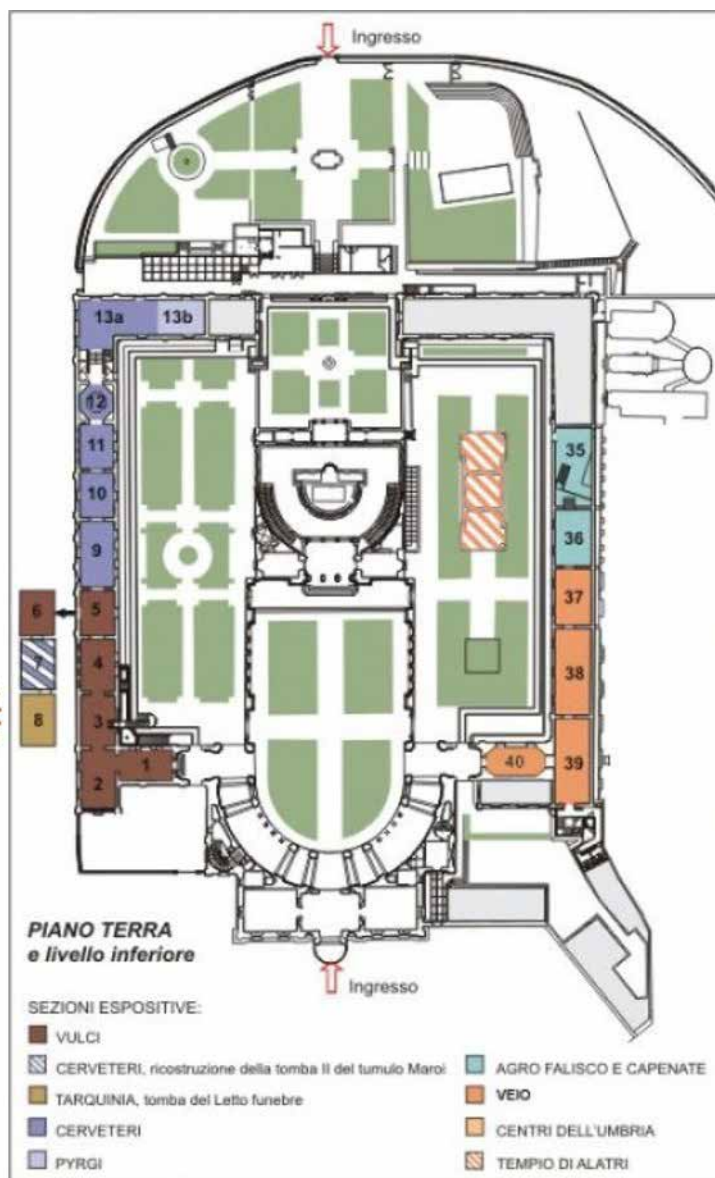 Ingresso
13a 13b
12
11
10
9
6 5
7
4
8
3
1
2
35
36
37
38
40 39
PIANO TERRA
e livello inferiore
Ingresso
SEZIONI ESPOSITIVE:
VULCI
CERVETERI, ricostruzione della tomba II del tumulo Maroi
TARQUINIA, tomba del Letto funebre
CERVETERI
PYRGI
AGRO FALISCO E CAPENATE
VEIO
CENTRI DELL'UMBRIA
TEMPIO DI ALATRI